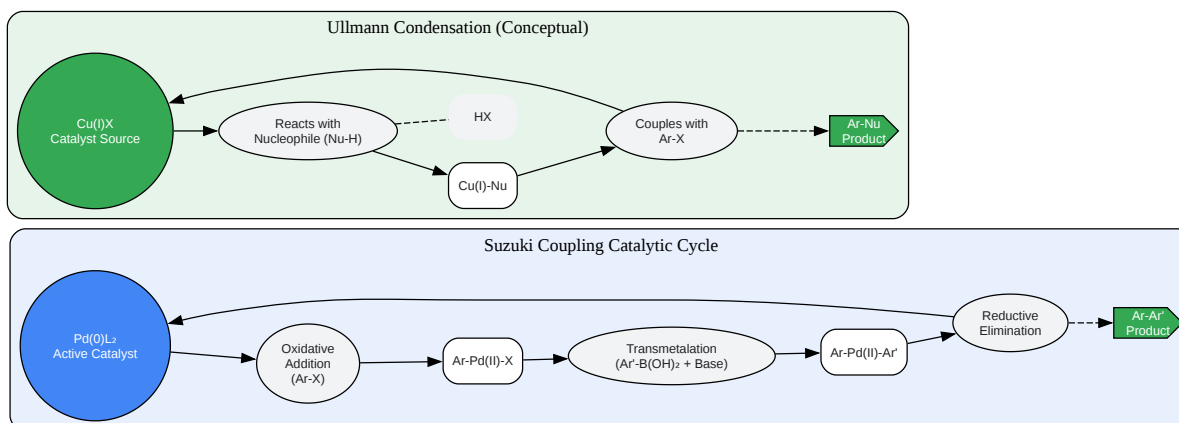 Ullmann Condensation (Conceptual)
Cu(I)X
Catalyst Source
Reacts with
Nucleophile (Nu-H)
HX
Cu(I)-Nu
Couples with
Ar-X
Ar-Nu
Product
Suzuki Coupling Catalytic Cycle
Pd(0)L₂
Active Catalyst
Oxidative
Addition
(Ar-X)
Ar-Pd(II)-X
Transmetalation
(Ar'-B(OH)₂ + Base)
Ar-Pd(II)-Ar'
Reductive
Elimination
Ar-Ar'
Product